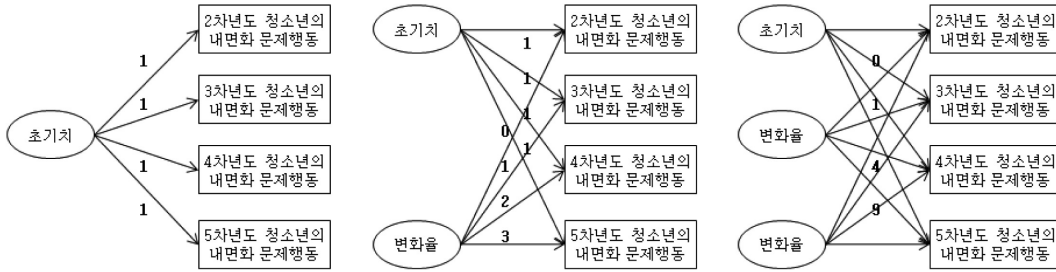 초기치
1
1
1
1
2차년도 청소년의
내면화 문제행동
3차년도 청소년의
내면화 문제행동
4차년도 청소년의
내면화 문제행동
5차년도 청소년의
내면화 문제행동
초기치
변화율
1
1
1
1
0
1
2
3
2차년도 청소년의
내면화 문제행동
3차년도 청소년의
내면화 문제행동
4차년도 청소년의
내면화 문제행동
5차년도 청소년의
내면화 문제행동
초기치
변화율
변화율
0
1
4
9
2차년도 청소년의
내면화 문제행동
3차년도 청소년의
내면화 문제행동
4차년도 청소년의
내면화 문제행동
5차년도 청소년의
내면화 문제행동